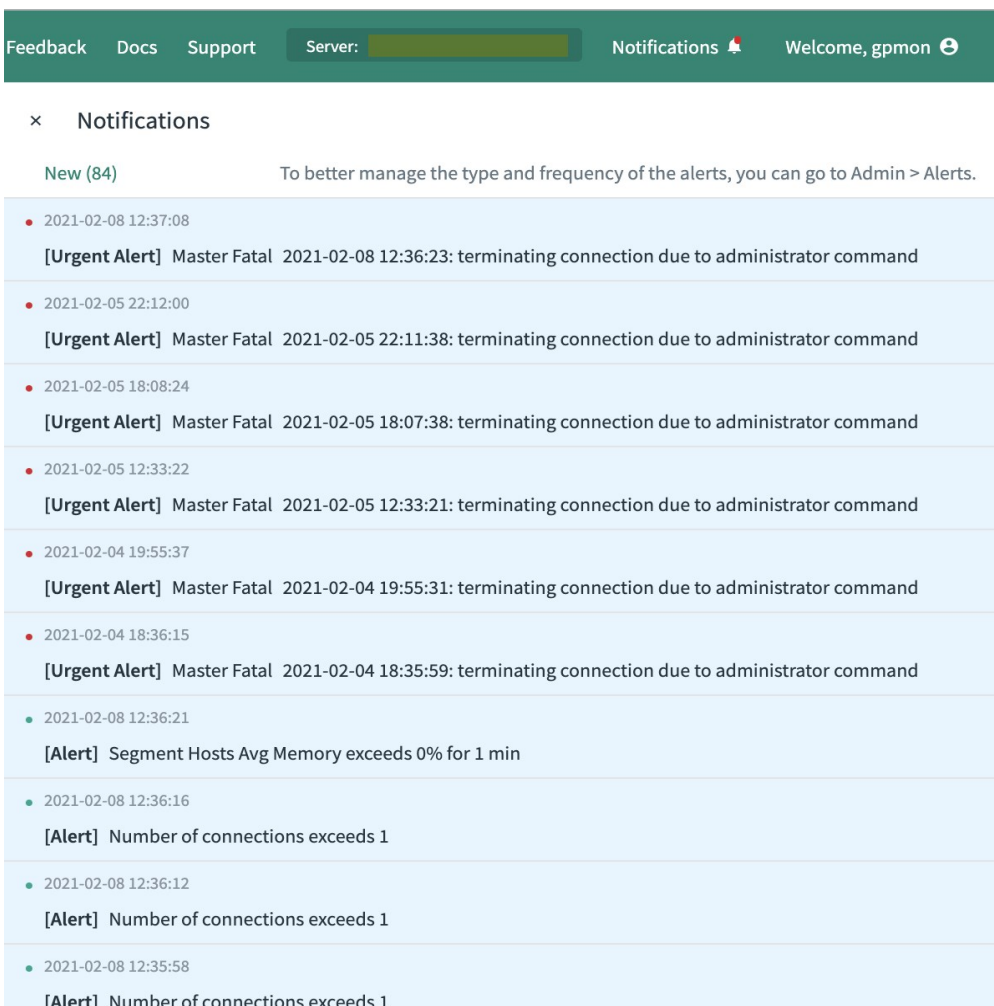 Feedback Docs Support Server: Notifications Welcome, gpmon
× Notifications
New (84) To better manage the type and frequency of the alerts, you can go to Admin > Alerts.
2021-02-08 12:37:08
[Urgent Alert] Master Fatal 2021-02-08 12:36:23: terminating connection due to administrator command
2021-02-05 22:12:00
[Urgent Alert] Master Fatal 2021-02-05 22:11:38: terminating connection due to administrator command
2021-02-05 18:08:24
[Urgent Alert] Master Fatal 2021-02-05 18:07:38: terminating connection due to administrator command
2021-02-05 12:33:22
[Urgent Alert] Master Fatal 2021-02-05 12:33:21: terminating connection due to administrator command
2021-02-04 19:55:37
[Urgent Alert] Master Fatal 2021-02-04 19:55:31: terminating connection due to administrator command
2021-02-04 18:36:15
[Urgent Alert] Master Fatal 2021-02-04 18:35:59: terminating connection due to administrator command
2021-02-08 12:36:21
[Alert] Segment Hosts Avg Memory exceeds 0% for 1 min
2021-02-08 12:36:16
[Alert] Number of connections exceeds 1
2021-02-08 12:36:12
[Alert] Number of connections exceeds 1
2021-02-08 12:35:58
[Alert] Number of connections exceeds 1